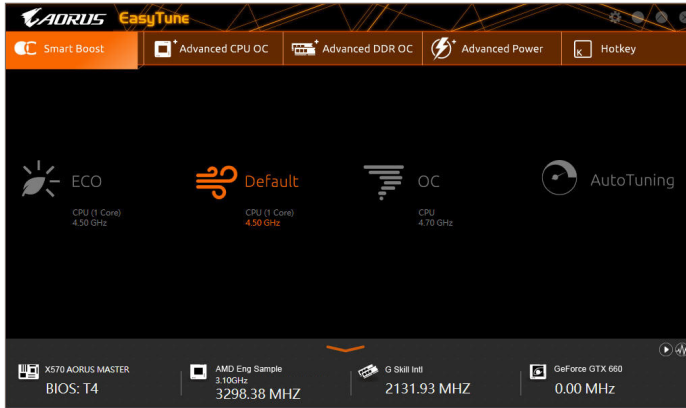 AORUS EasyTune
Smart Boost
Advanced CPU OC
Advanced DDR OC
Advanced Power
K
Hotkey
ECO
CPU (1 Core)
4.50 GHz
Default
CPU (1 Core)
4.50 GHz
OC
CPU
4.70 GHz
AutoTuning
X570 AORUS MASTER
BIOS: T4
AMD Eng Sample
3.10GHz
3298.38 MHZ
G Skill Intl
2131.93 MHZ
GeForce GTX 660
0.00 MHz